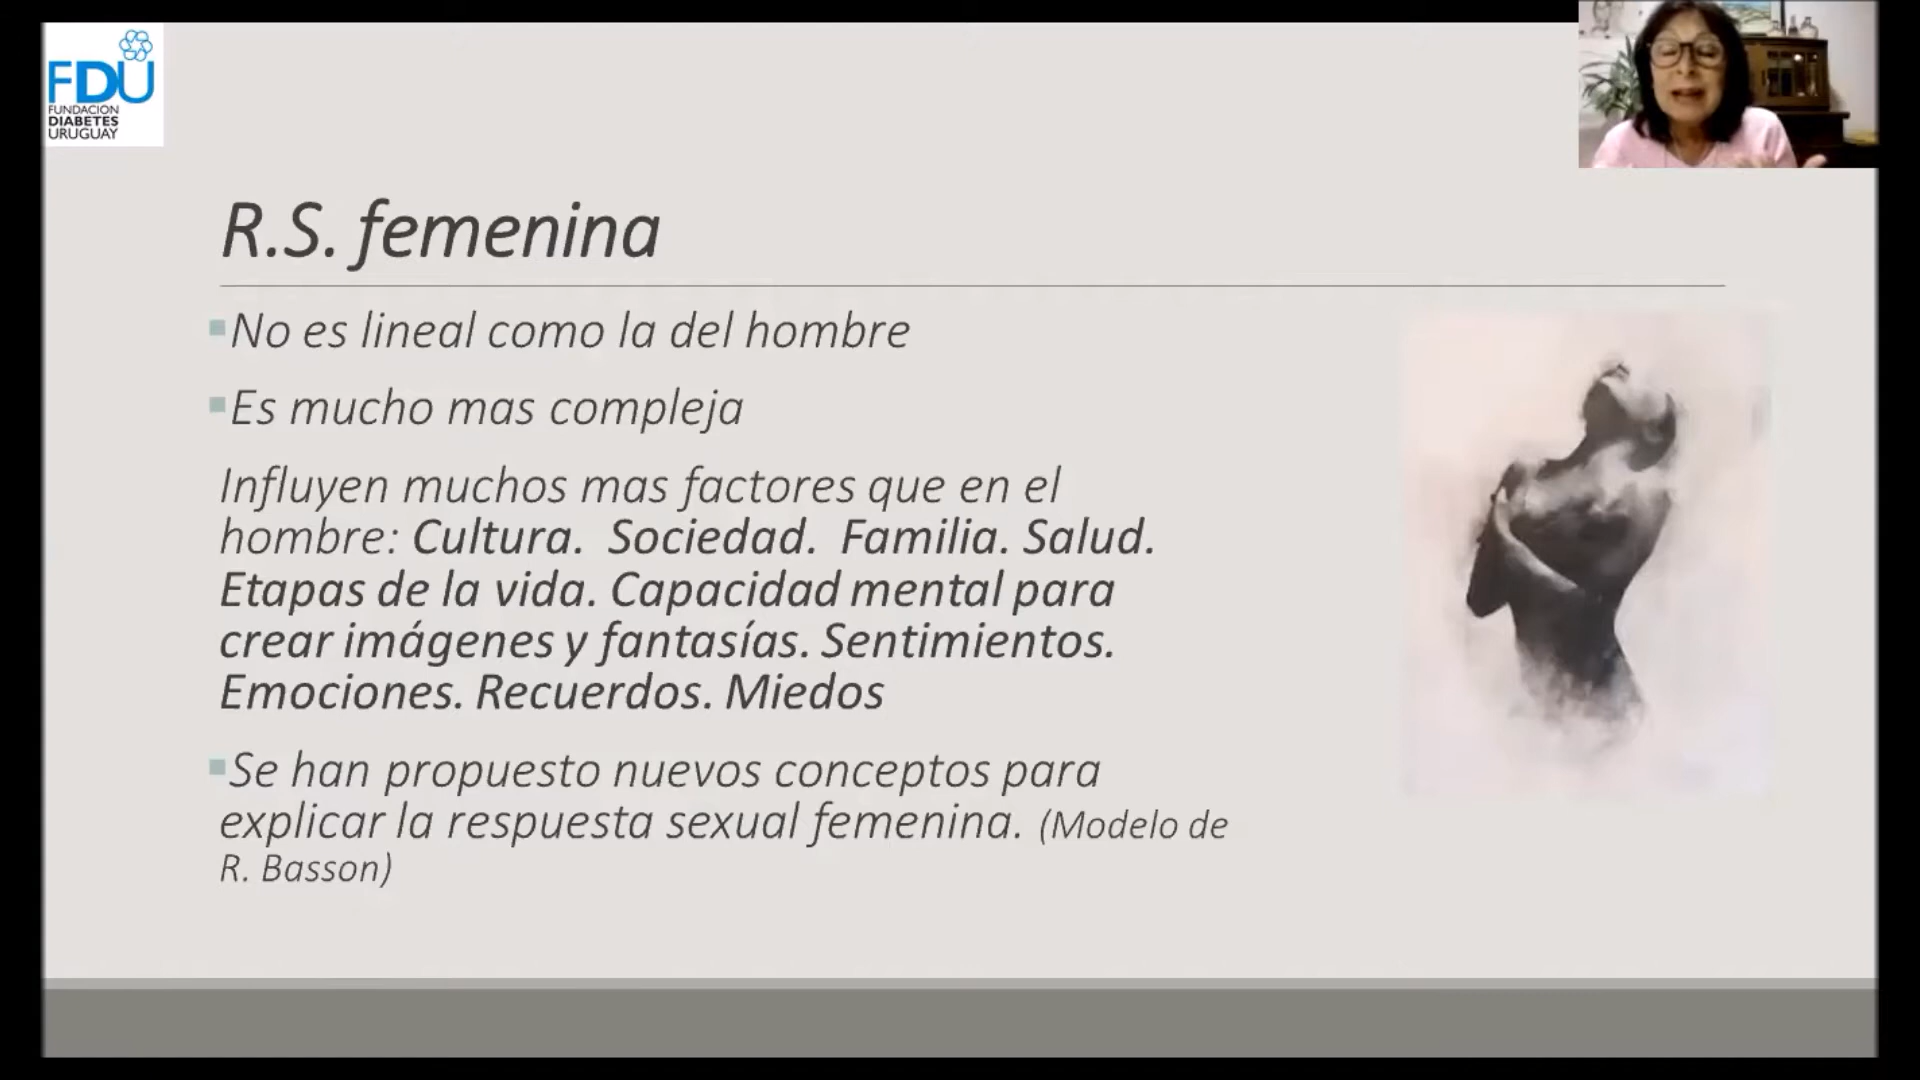 FDU
FUNDACIÓN
DIABETES
URUGUAY
R.S. femenina
No es lineal como la del hombre
Es mucho mas compleja
Influyen muchos mas factores que en el
hombre: Cultura. Sociedad. Familia. Salud.
Etapas de la vida. Capacidad mental para
crear imágenes y fantasías. Sentimientos.
Emociones. Recuerdos. Miedos
Se han propuesto nuevos conceptos para
explicar la respuesta sexual femenina. (Modelo de
R. Basson)